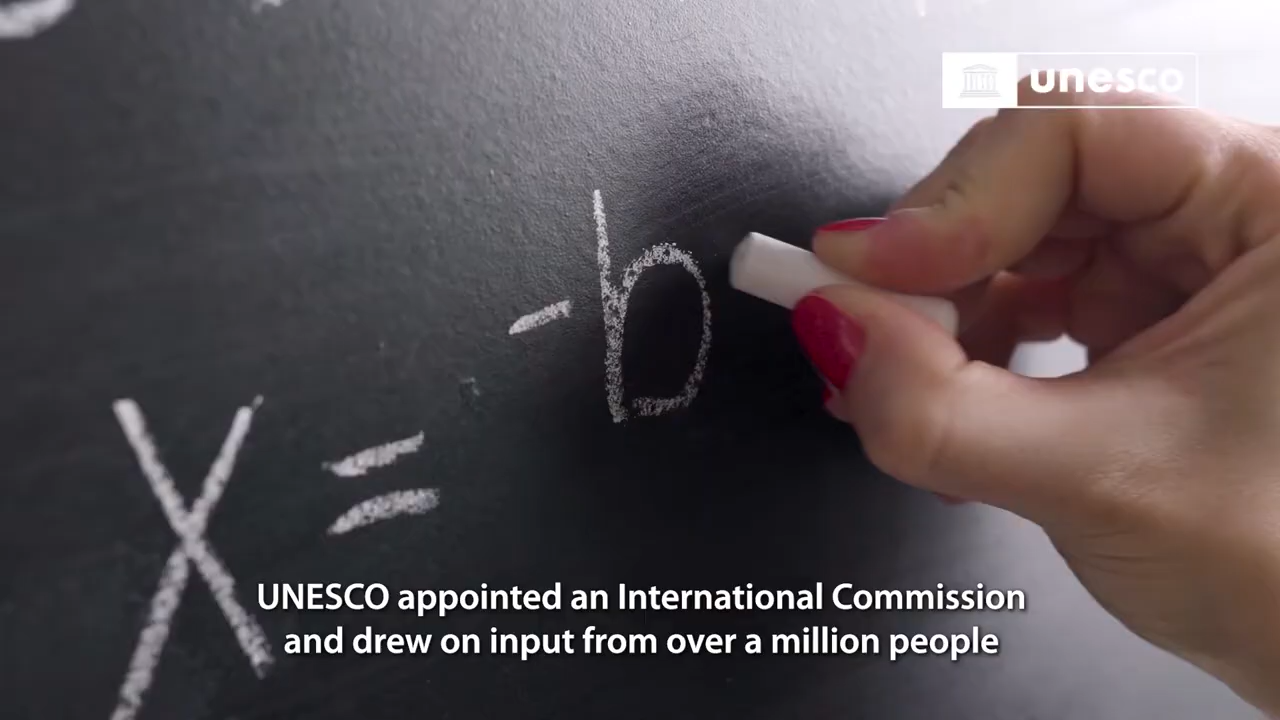 unesco
X = -b
UNESCO appointed an International Commission
and drew on input from over a million people